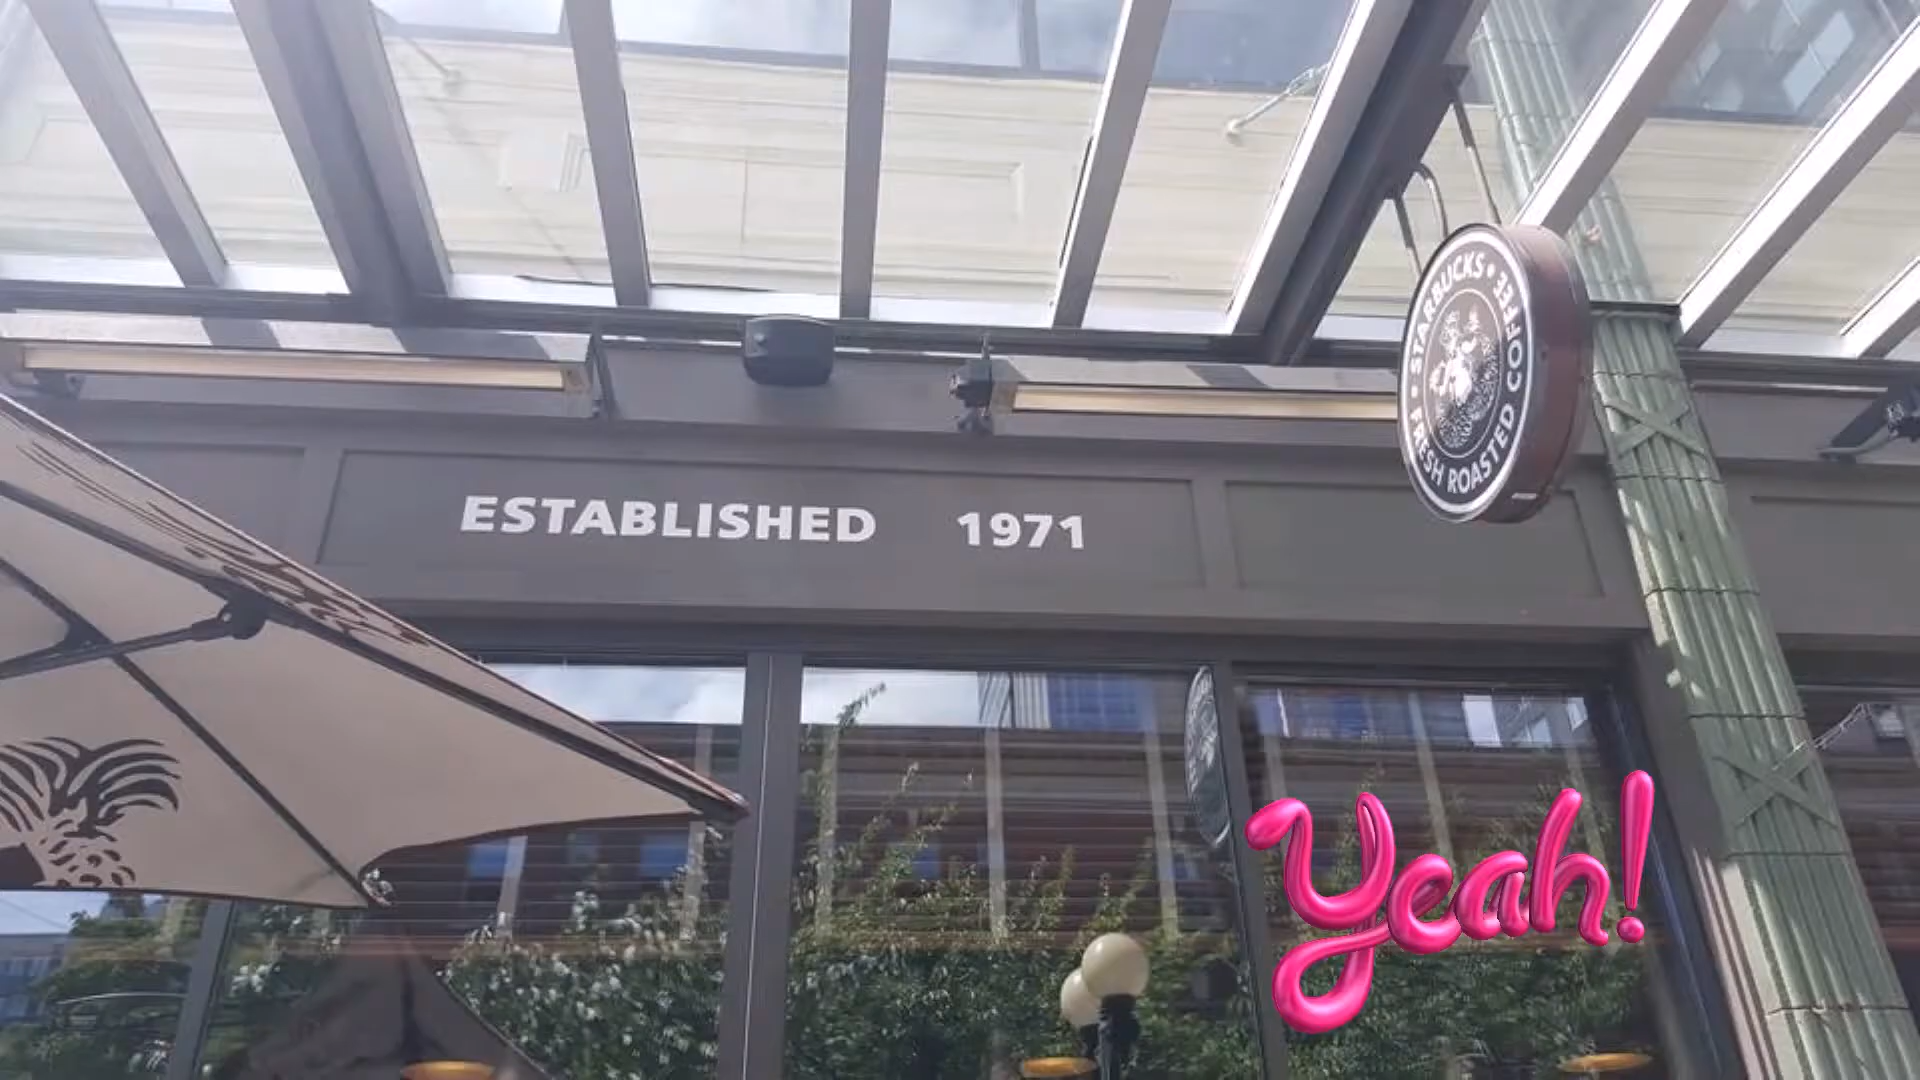 STARBUCKS • COFFEE • FRESH ROASTED
ESTABLISHED 1971
Yeah!